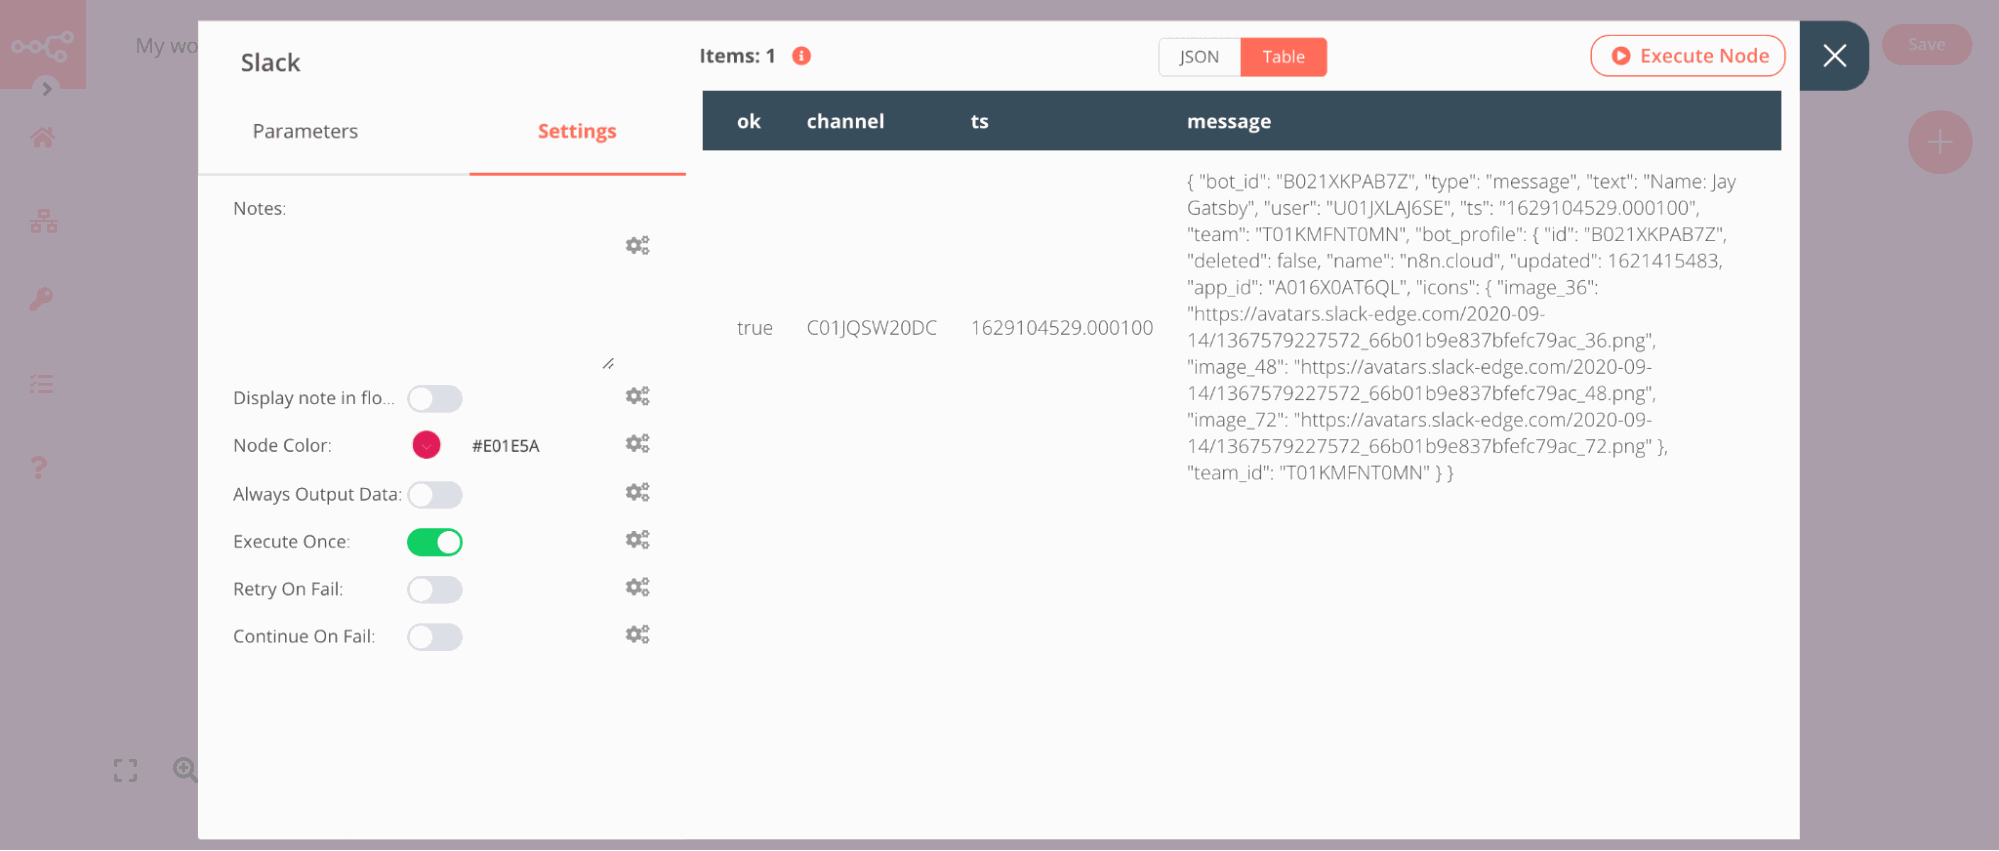 My wo
Save
Slack
Items: 1
JSON
Table
Execute Node
Parameters
Settings
ok
channel
ts
message
Notes:
true
C01JQSW20DC
1629104529.000100
{ "bot_id": "B021XKPAB7Z", "type": "message", "text": "Name: Jay
Gatsby", "user": "U01JXLAJ6SE", "ts": "1629104529.000100",
"team": "T01KMFNT0MN", "bot_profile": { "id": "B021XKPAB7Z",
"deleted": false, "name": "n8n.cloud", "updated": 1621415483,
"app_id": "A016X0AT6QL", "icons": { "image_36":
"https://avatars.slack-edge.com/2020-09-
14/1367579227572_66b01b9e837bfefc79ac_36.png",
"image_48": "https://avatars.slack-edge.com/2020-09-
14/1367579227572_66b01b9e837bfefc79ac_48.png",
"image_72": "https://avatars.slack-edge.com/2020-09-
14/1367579227572_66b01b9e837bfefc79ac_72.png" },
"team_id": "T01KMFNT0MN" } }
Display note in flo...
Node Color:
#E01E5A
Always Output Data:
Execute Once:
Retry On Fail:
Continue On Fail: